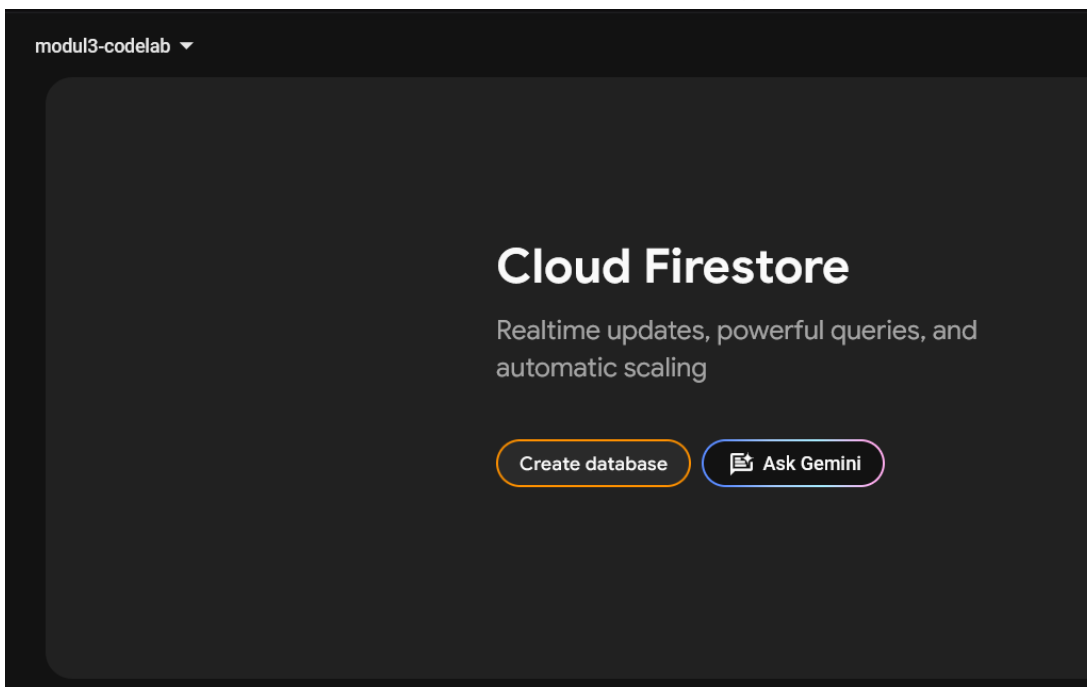 modul3-codelab
Cloud Firestore
Realtime updates, powerful queries, and
automatic scaling
Create database
Ask Gemini